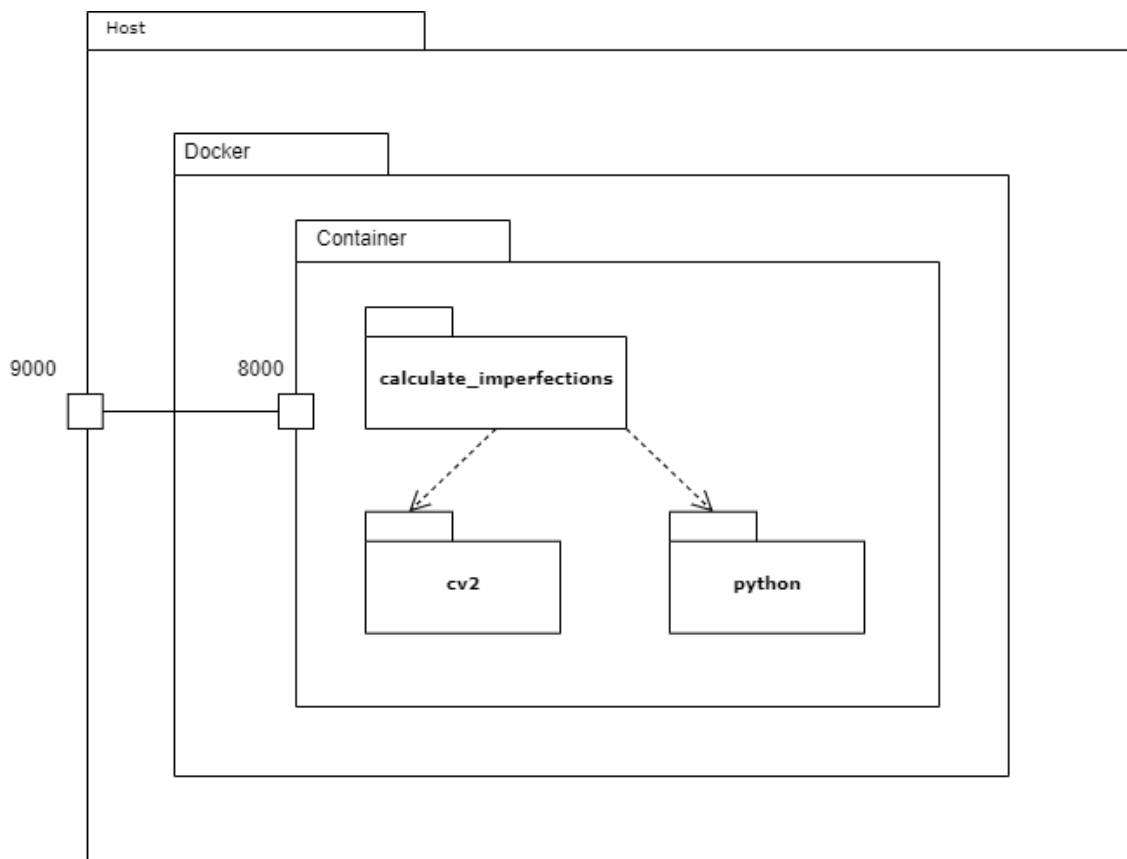 Host
Docker
Container
9000
8000
calculate_imperfections
cv2
python